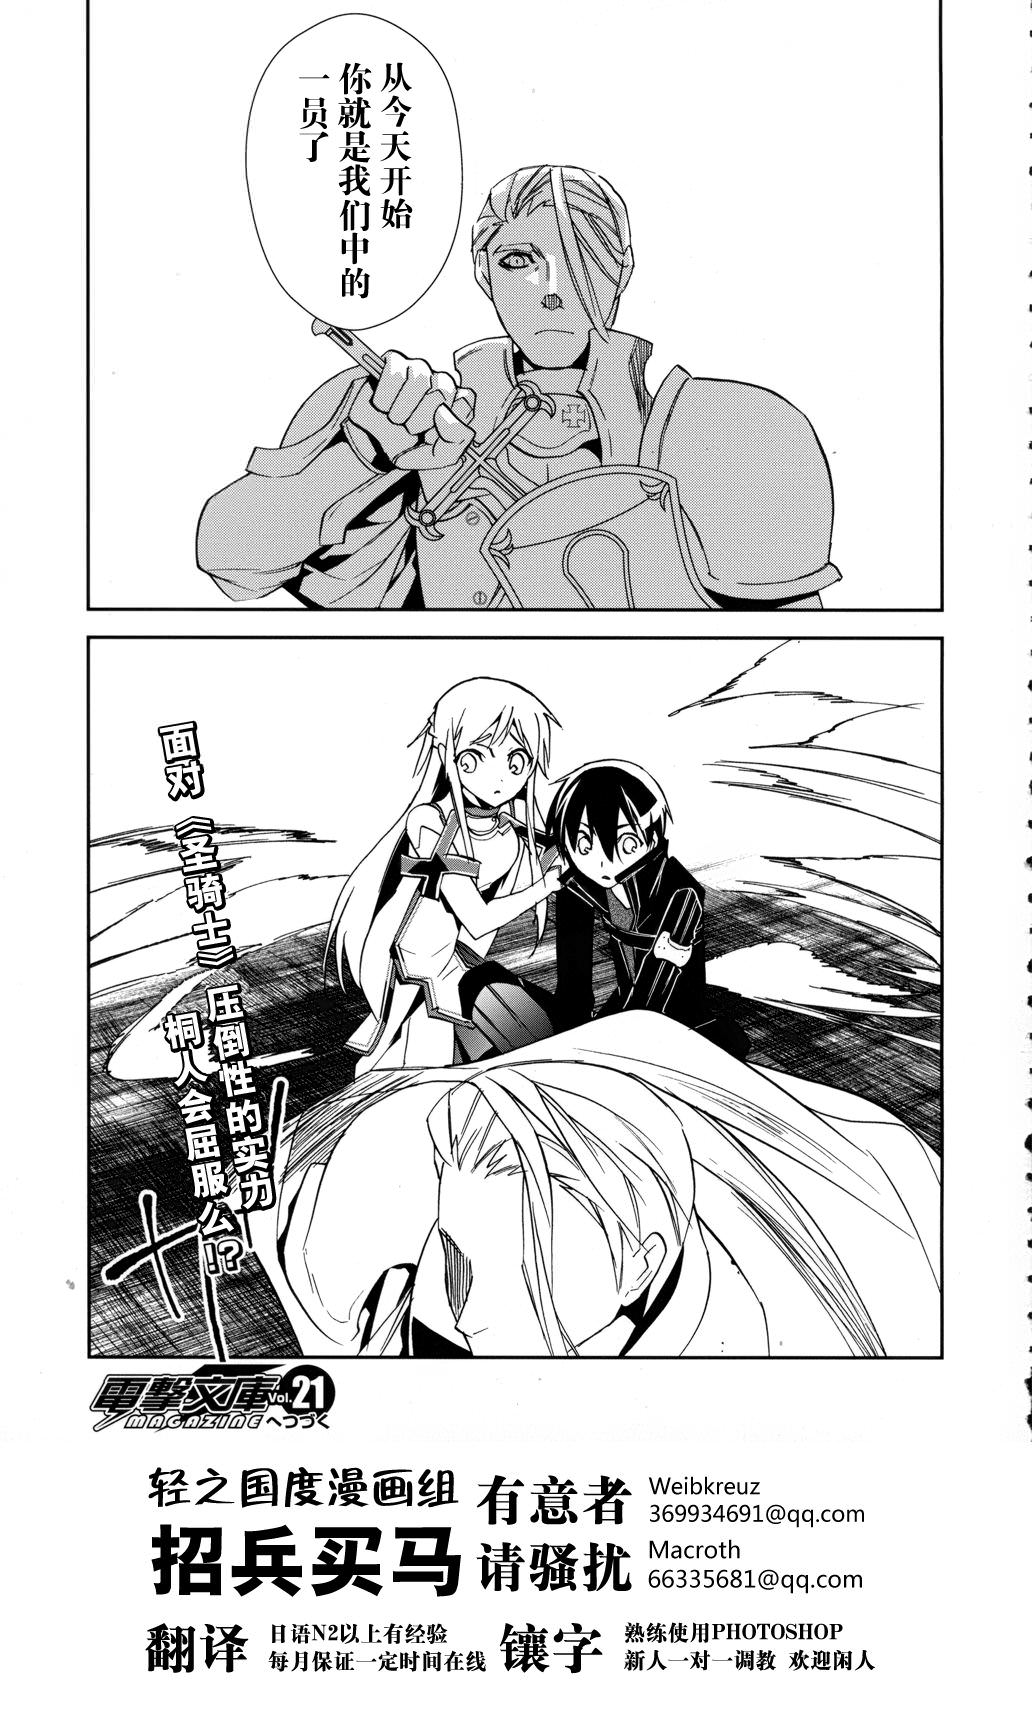 从今天开始
你就是我们中的
一员了
面对《圣骑士》压倒性的实力
桐人会屈服么!?
電撃文庫
MAGAZINE
Vol.21
へつづく
轻之国度漫画组
招兵买马
有意者
请骚扰
Weibkreuz
369934691@qq.com
Macroth
66335681@qq.com
翻译
日语N2以上有经验
每月保证一定时间在线
镶字
熟练使用PHOTOSHOP
新人一对一调教 欢迎闲人